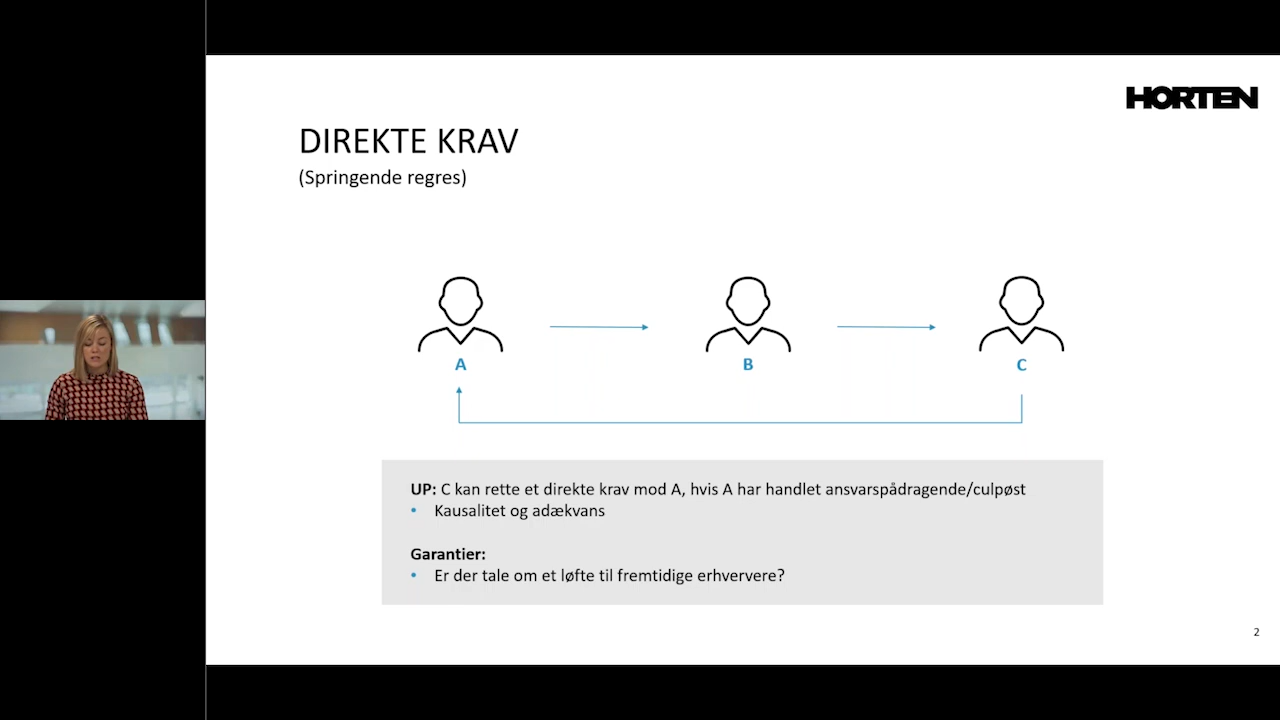 HORTEN
DIREKTE KRAV
(Springende regres)
A
B
C
UP: C kan rette et direkte krav mod A, hvis A har handlet ansvarspådragende/culpøst
• Kausalitet og adækvans
Garantier:
• Er der tale om et løfte til fremtidige erhververe?
2